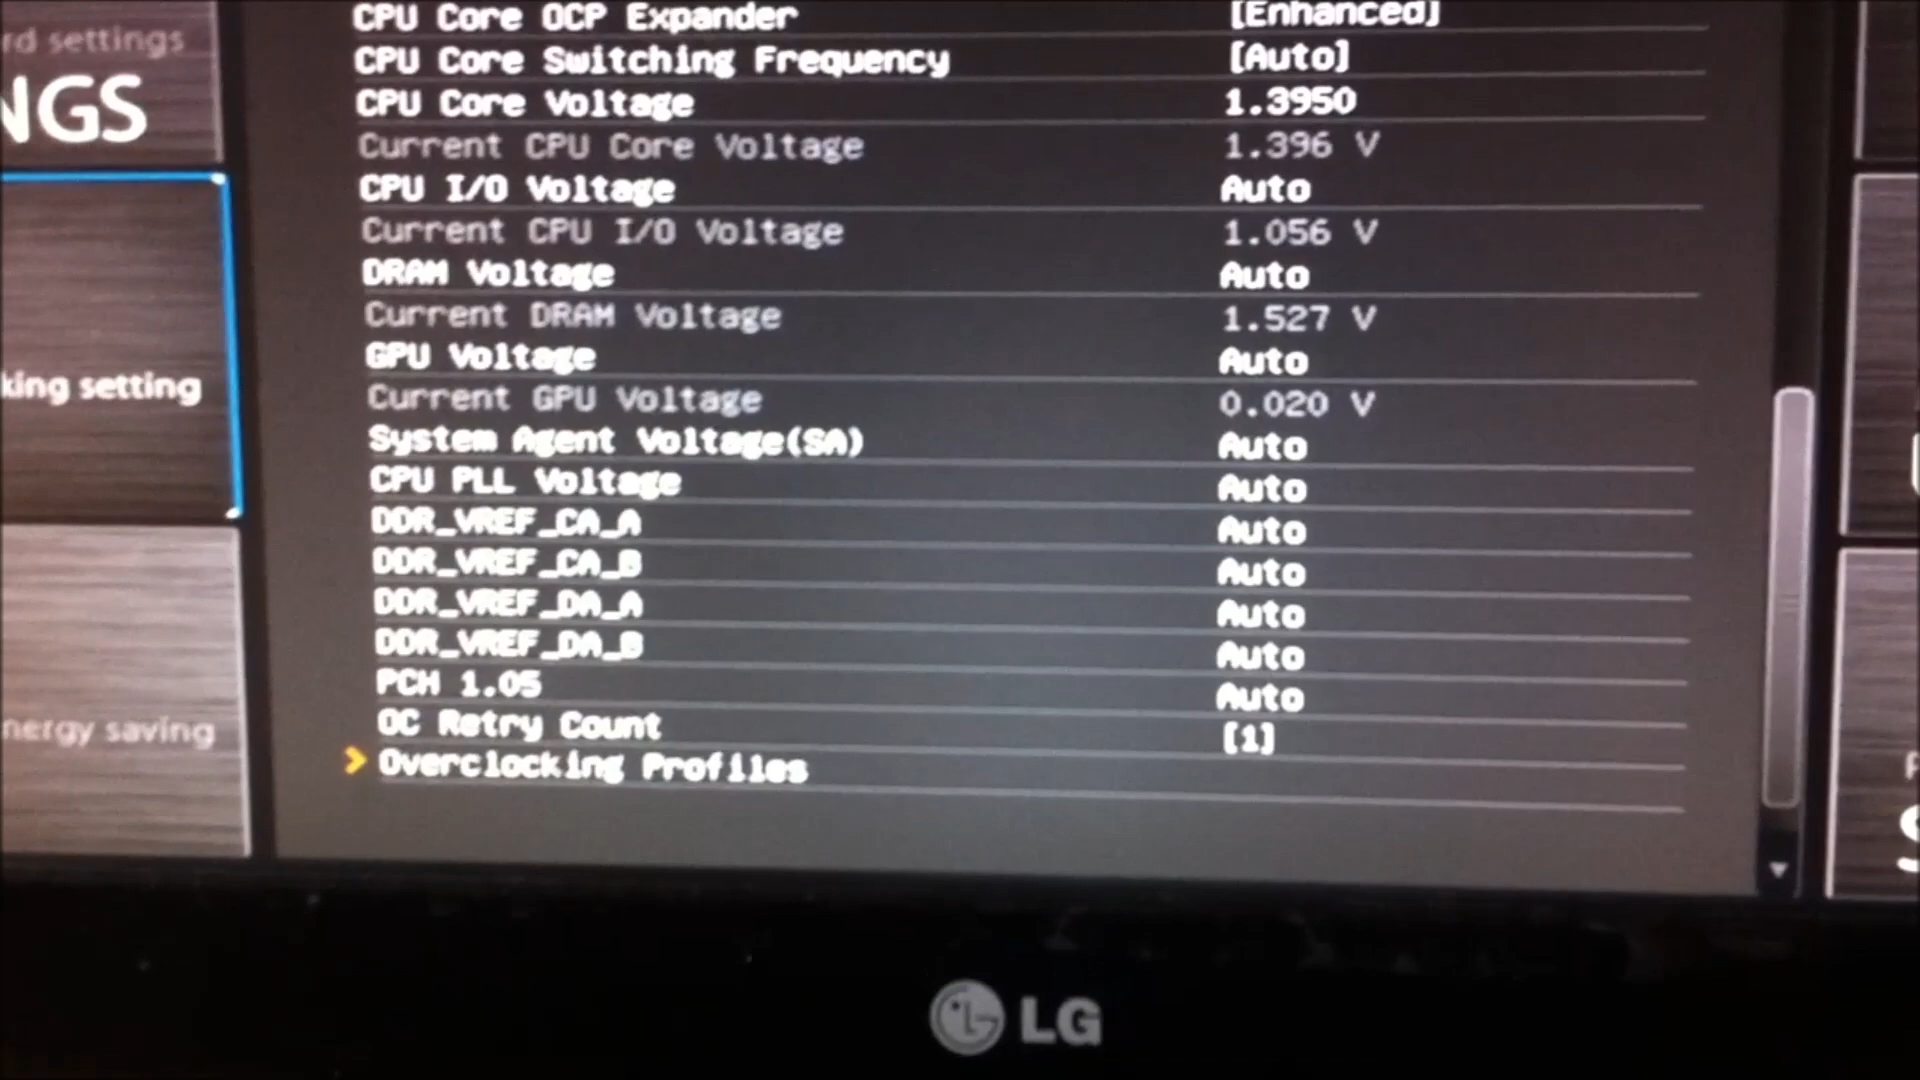 rd settings
NGS
king setting
nergy saving
CPU Core OCP Expander [Enhanced]
CPU Core Switching Frequency [Auto]
CPU Core Voltage 1.3950
Current CPU Core Voltage 1.396 V
CPU I/O Voltage Auto
Current CPU I/O Voltage 1.056 V
DRAM Voltage Auto
Current DRAM Voltage 1.527 V
GPU Voltage Auto
Current GPU Voltage 0.020 V
System Agent Voltage(SA) Auto
CPU PLL Voltage Auto
DDR_VREF_CA_A Auto
DDR_VREF_CA_B Auto
DDR_VREF_DA_A Auto
DDR_VREF_DA_B Auto
PCH 1.05 Auto
OC Retry Count [1]
> Overclocking Profiles
LG